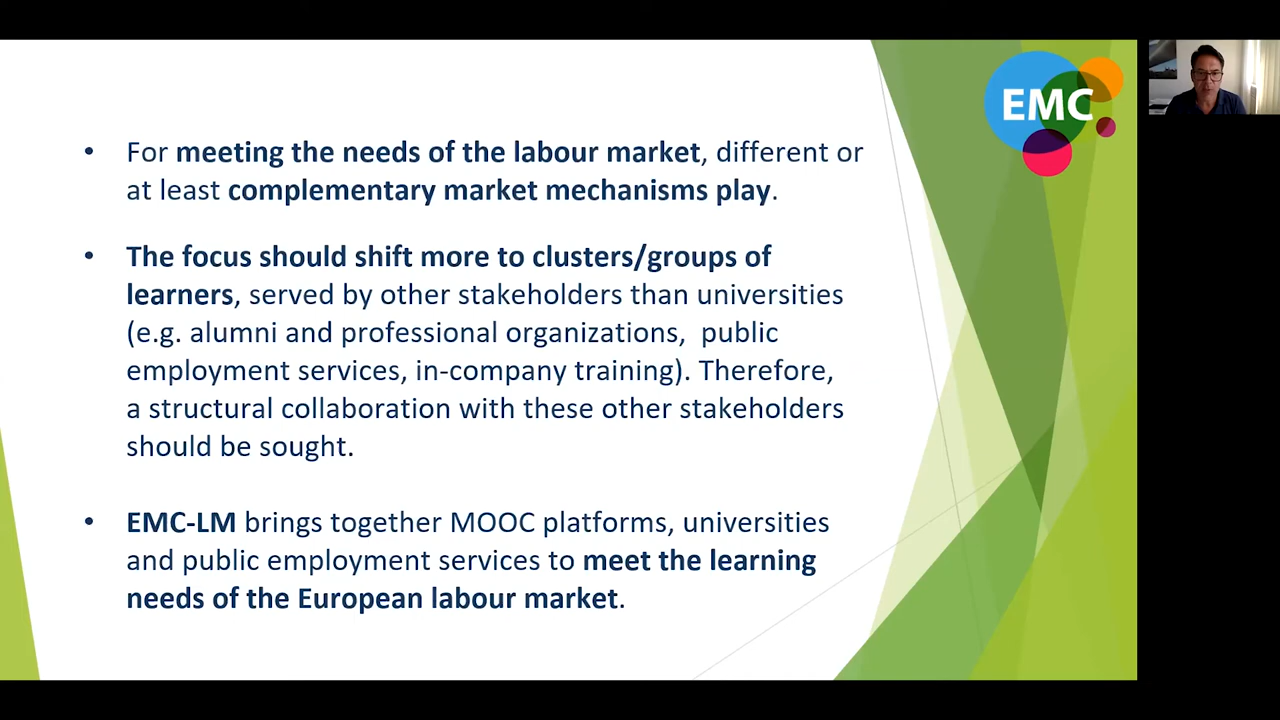 EMC
• For meeting the needs of the labour market, different or
at least complementary market mechanisms play.
• The focus should shift more to clusters/groups of
learners, served by other stakeholders than universities
(e.g. alumni and professional organizations,  public
employment services, in-company training). Therefore,
a structural collaboration with these other stakeholders
should be sought.
• EMC-LM brings together MOOC platforms, universities
and public employment services to meet the learning
needs of the European labour market.